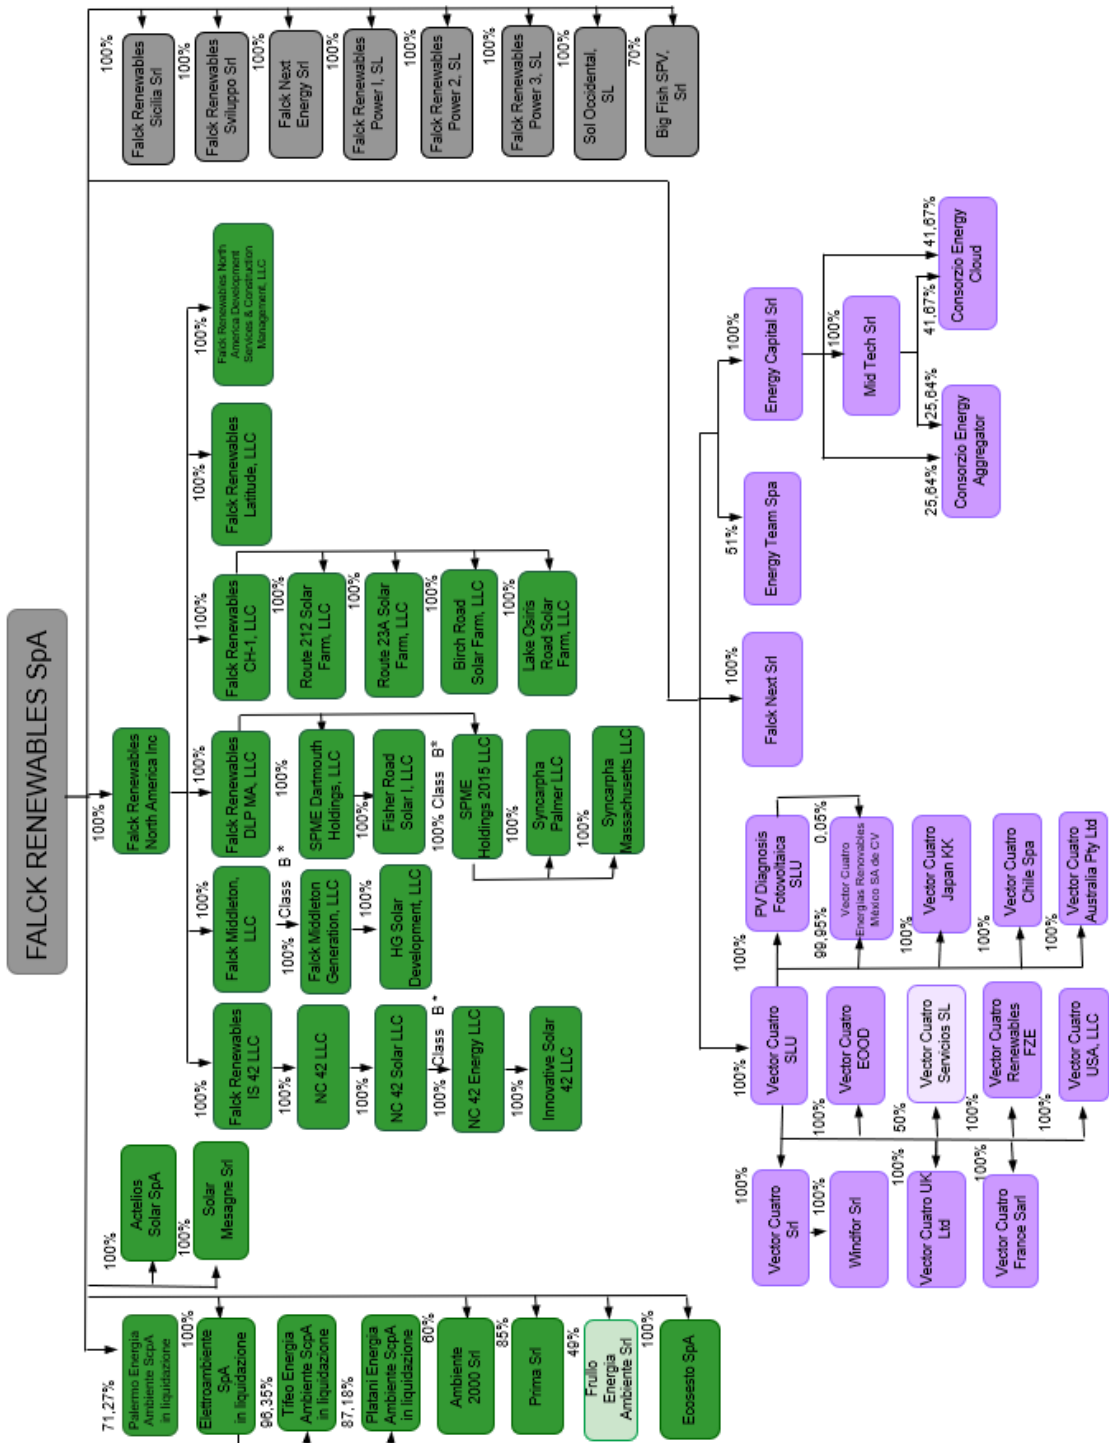 FALCK RENEWABLES SpA
71,27%
Palermo Energia
Ambiente ScpA
in liquidazione
100%
Elettroambiente
SpA
in liquidazione
96,35%
Tifeo Energia
Ambiente ScpA
in liquidazione
87,18%
Platani Energia
Ambiente ScpA
in liquidazione
60%
Ambiente
2000 Srl
85%
Prima Srl
49%
Frullo
Energia
Ambiente Srl
100%
Ecosesto SpA
100%
Actelios
Solar SpA
100%
Solar
Mesagne Srl
100%
Falck Renewables
North America Inc
100%
Falck Renewables
IS 42 LLC
100%
NC 42 LLC
100%
NC 42 Solar LLC
100% Class B *
NC 42 Energy LLC
100%
Innovative Solar
42 LLC
100%
Falck Middleton,
LLC
100% Class B *
Falck Middleton
Generation, LLC
100%
HG Solar
Development, LLC
100%
Falck Renewables
DLP MA, LLC
100%
SPME Dartmouth
Holdings, LLC
100%
Fisher Road
Solar I, LLC
100% Class B*
SPME
Holdings 2015 LLC
100%
Syncarpha
Palmer LLC
100%
Syncarpha
Massachusetts LLC
100%
Falck Renewables
CH-1, LLC
100%
Route 212 Solar
Farm, LLC
100%
Route 23A Solar
Farm, LLC
100%
Birch Road
Solar Farm, LLC
100%
Lake Osiris
Road Solar
Farm, LLC
100%
Falck Renewables
Latitude, LLC
100%
Falck Renewables North
America Development
Services & Construction
Management, LLC
100%
Falck Renewables
Sicilia Srl
100%
Falck Renewables
Sviluppo Srl
100%
Falck Next
Energy Srl
100%
Falck Renewables
Power I, SL
100%
Falck Renewables
Power 2, SL
100%
Falck Renewables
Power 3, SL
100%
Sol Occidental,
SL
70%
Big Fish SPV,
Srl
100%
Vector Cuatro
SLU
100%
Vector Cuatro
Srl
100%
Windfor Srl
100%
Vector Cuatro UK
Ltd
100%
Vector Cuatro
France Sarl
100%
Vector Cuatro
EOOD
50%
Vector Cuatro
Servicios SL
100%
Vector Cuatro
Renewables
FZE
100%
Vector Cuatro
USA, LLC
100%
PV Diagnosis
Fotovoltaica
SLU
99,95%
0,05%
Vector Cuatro
Energias Renovables
México SA de CV
100%
Vector Cuatro
Japan KK
100%
Vector Cuatro
Chile Spa
100%
Vector Cuatro
Australia Pty Ltd
100%
Falck Next Srl
51%
Energy Team Spa
100%
Energy Capital Srl
100%
Mid Tech Srl
25,64%
25,64%
Consorzio Energy
Aggregator
41,67%
41,67%
Consorzio Energy
Cloud